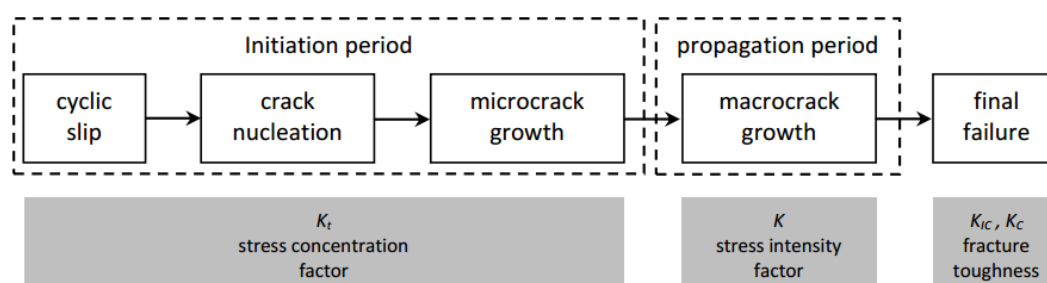 Initiation period
propagation period
cyclic
slip
crack
nucleation
microcrack
growth
macrocrack
growth
final
failure
Kt
stress concentration
factor
K
stress intensity
factor
KIC , KC
fracture
toughness